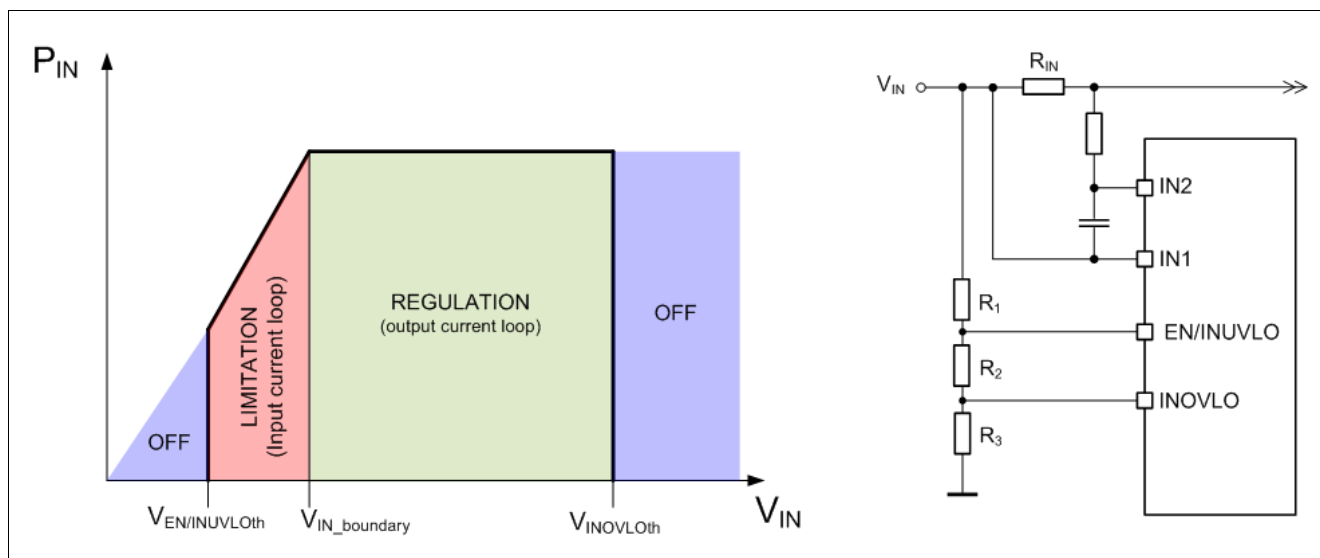 P_IN
LIMITATION
(Input current loop)
REGULATION
(output current loop)
OFF
OFF
V_EN/INUVLOth
V_IN_boundary
V_INOVLOth
V_IN
R_IN
V_IN
IN2
IN1
R_1
EN/INUVLO
R_2
INOVLO
R_3